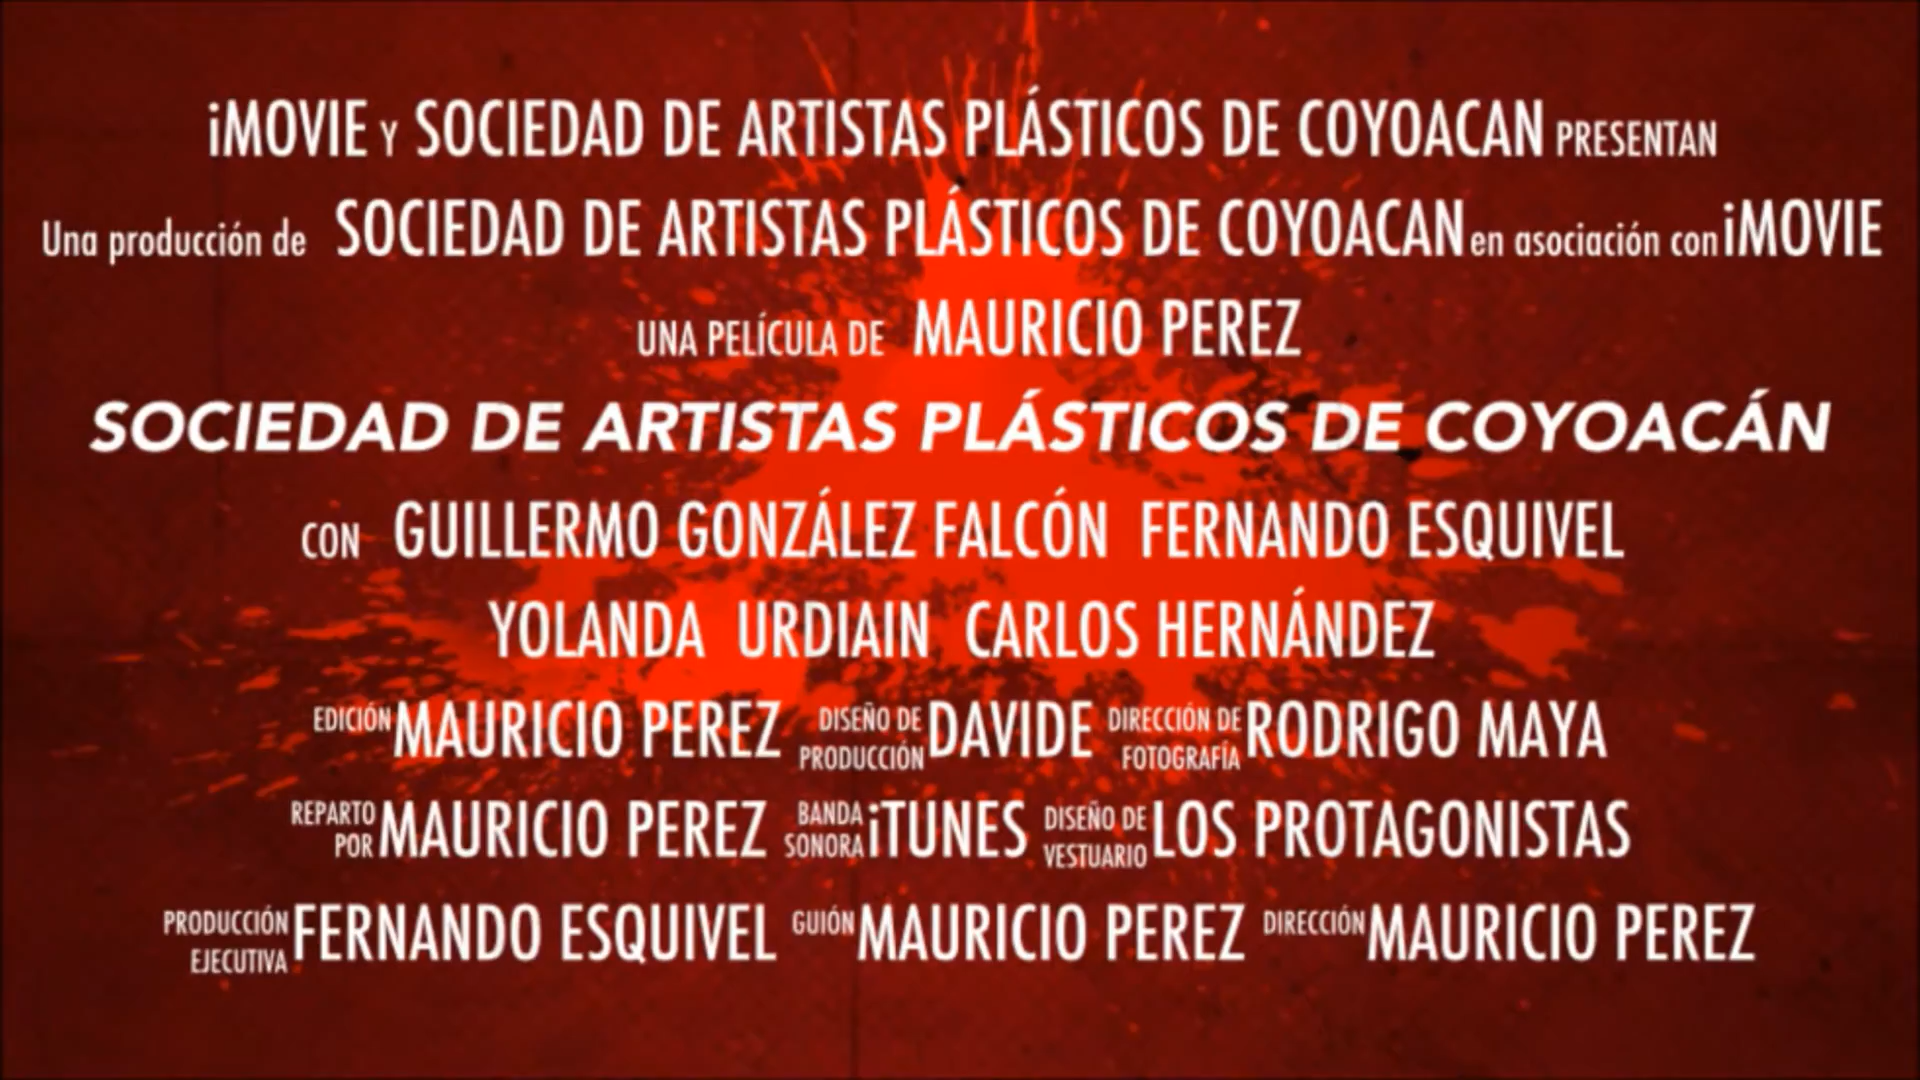 iMOVIE Y SOCIEDAD DE ARTISTAS PLÁSTICOS DE COYOACAN PRESENTAN
Una producción de SOCIEDAD DE ARTISTAS PLÁSTICOS DE COYOACAN en asociación con iMOVIE
UNA PELÍCULA DE MAURICIO PEREZ
SOCIEDAD DE ARTISTAS PLÁSTICOS DE COYOACÁN
CON GUILLERMO GONZÁLEZ FALCÓN FERNANDO ESQUIVEL
YOLANDA URDIAIN CARLOS HERNÁNDEZ
EDICIÓN MAURICIO PEREZ DISEÑO DE PRODUCCIÓN DAVIDE DIRECCIÓN DE FOTOGRAFÍA RODRIGO MAYA
REPARTO POR MAURICIO PEREZ BANDA SONORA iTUNES DISEÑO DE VESTUARIO LOS PROTAGONISTAS
PRODUCCIÓN EJECUTIVA FERNANDO ESQUIVEL GUIÓN MAURICIO PEREZ DIRECCIÓN MAURICIO PEREZ